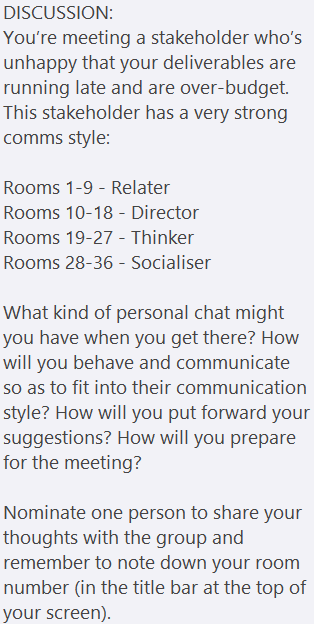 DISCUSSION:
You're meeting a stakeholder who's
unhappy that your deliverables are
running late and are over-budget.
This stakeholder has a very strong
comms style:

Rooms 1-9 - Relater
Rooms 10-18 - Director
Rooms 19-27 - Thinker
Rooms 28-36 - Socialiser

What kind of personal chat might
you have when you get there? How
will you behave and communicate
so as to fit into their communication
style? How will you put forward your
suggestions? How will you prepare
for the meeting?

Nominate one person to share your
thoughts with the group and
remember to note down your room
number (in the title bar at the top of
your screen).